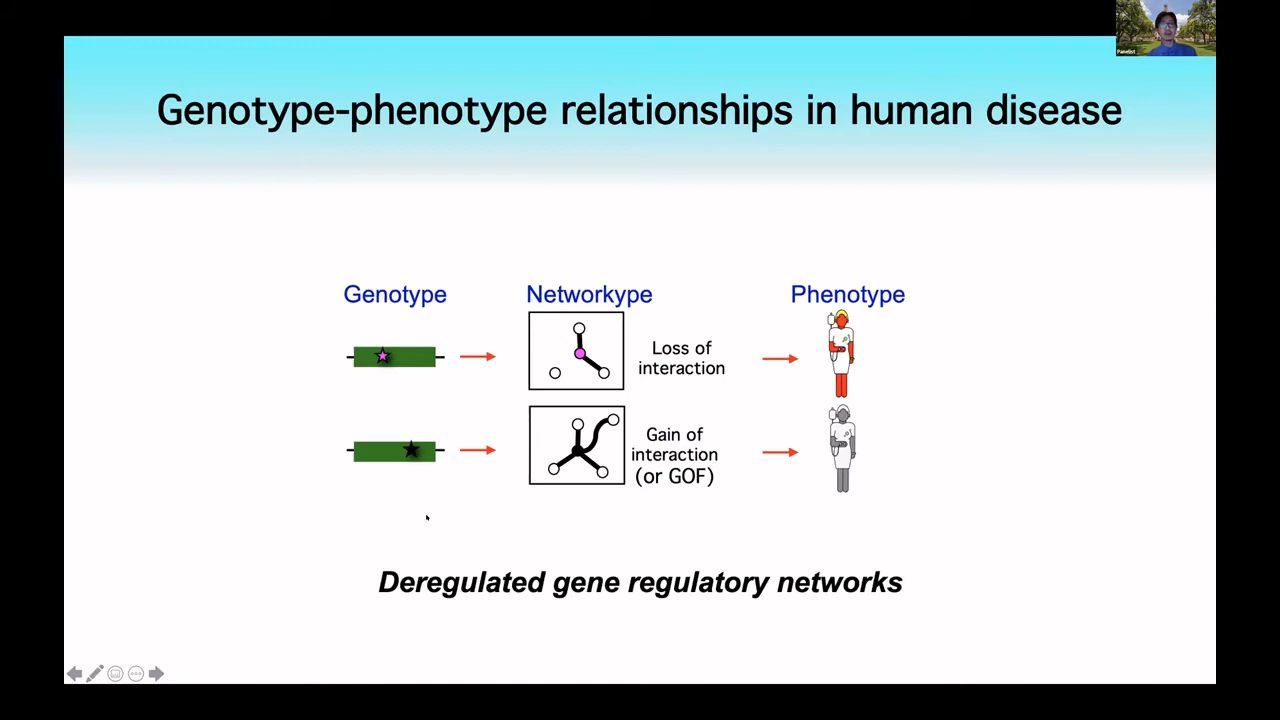 Panelist
Genotype-phenotype relationships in human disease
Genotype
Networkype
Phenotype
Loss of
interaction
Gain of
interaction
(or GOF)
Deregulated gene regulatory networks